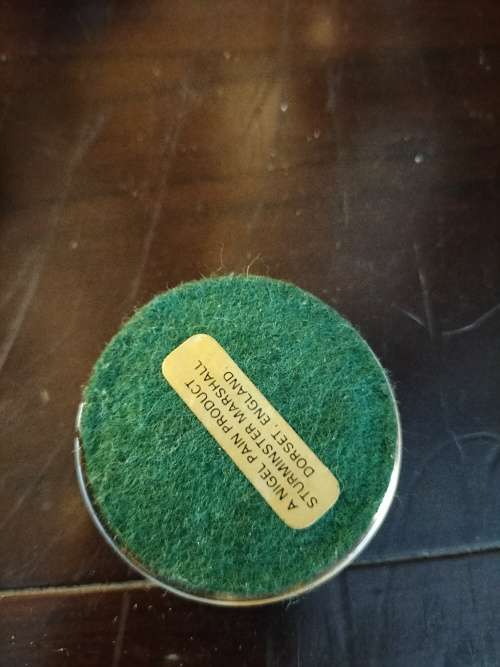 A NIGEL PAIN PRODUCT
STURMINSTER MARSHALL
DORSET. ENGLAND